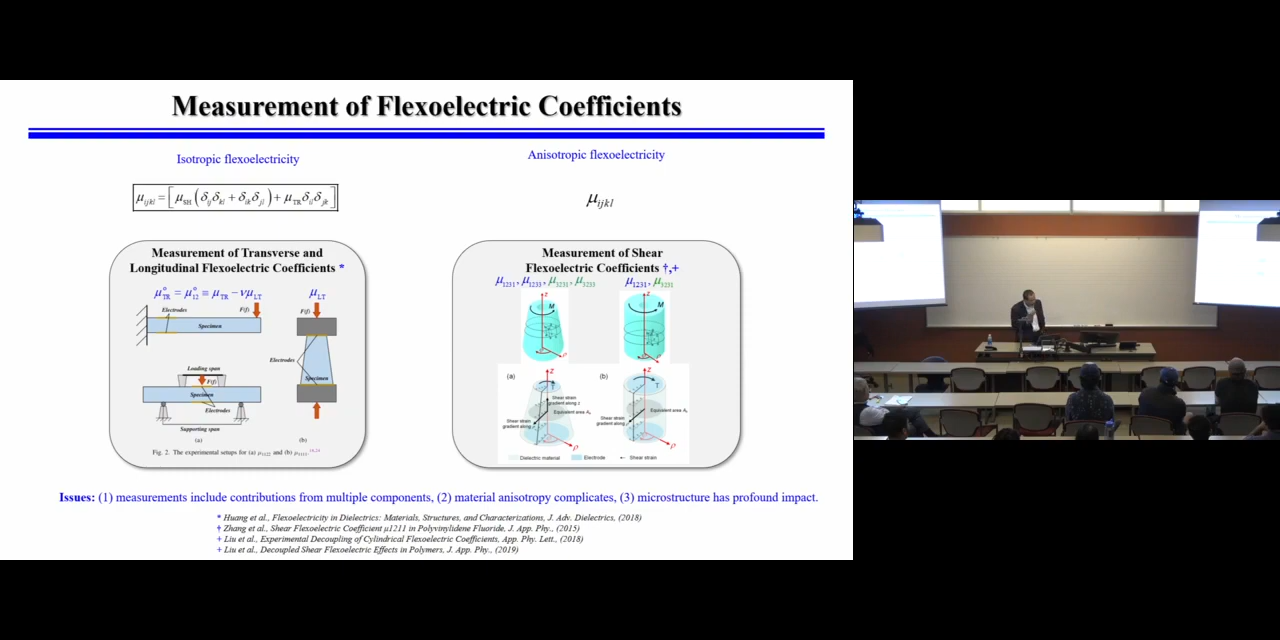 Measurement of Flexoelectric Coefficients
Isotropic flexoelectricity
μijkl = [μSH (δijδkl + δikδjl) + μTRδilδjk]
Measurement of Transverse and
Longitudinal Flexoelectric Coefficients *
μ°TR = μ°12 ≡ μTR − νμLT
μLT
Electrodes
F(t)
Specimen
Loading span
F(t)
Specimen
Electrodes
Supporting span
(a)
F(t)
Electrodes
Specimen
(b)
Fig. 2. The experimental setups for (a) μ1122 and (b) μ1111.
Anisotropic flexoelectricity
μijkl
Measurement of Shear
Flexoelectric Coefficients †,+
μ1231, μ1233, μ3231, μ3233
μ1231, μ3231
z
M
ρ
z
M
ρ
(a)
z
T
Shear strain
gradient along z
Equivalent area
Shear strain
gradient along
ρ
(b)
z
T
Equivalent area
Shear strain
gradient along
ρ
Dielectric material
Electrode
Shear strain
Issues: (1) measurements include contributions from multiple components, (2) material anisotropy complicates, (3) microstructure has profound impact.
* Huang et al., Flexoelectricity in Dielectrics: Materials, Structures, and Characterizations, J. Adv. Dielectrics, (2018)
† Zhang et al., Shear Flexoelectric Coefficient μ1211 in Polyvinylidene Fluoride, J. App. Phy., (2015)
+ Liu et al., Experimental Decoupling of Cylindrical Flexoelectric Coefficients, App. Phy. Lett., (2018)
+ Liu et al., Decoupled Shear Flexoelectric Effects in Polymers, J. App. Phy., (2019)